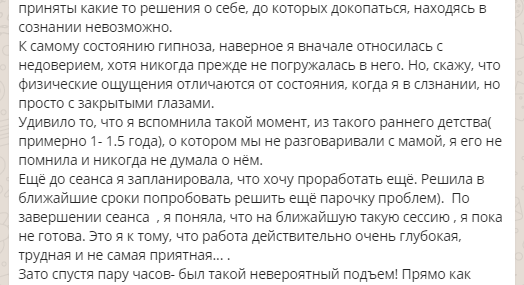 приняты какие то решения о себе, до которых докопаться, находясь в
сознании невозможно.
К самому состоянию гипноза, наверное я вначале относилась с
недоверием, хотя никогда прежде не погружалась в него. Но, скажу, что
физические ощущения отличаются от состояния, когда я в слзнании, но
просто с закрытыми глазами.
Удивило то, что я вспомнила такой момент, из такого раннего детства(
примерно 1- 1.5 года), о котором мы не разговаривали с мамой, я его не
помнила и никогда не думала о нём.
Ещё до сеанса я запланировала, что хочу проработать ещё. Решила в
ближайшие сроки попробовать решить ещё парочку проблем).  По
завершении сеанса  , я поняла, что на ближайшую такую сессию , я пока
не готова. Это я к тому, что работа действительно очень глубокая,
трудная и не самая приятная... .
Зато спустя пару часов- был такой невероятный подъем! Прямо как